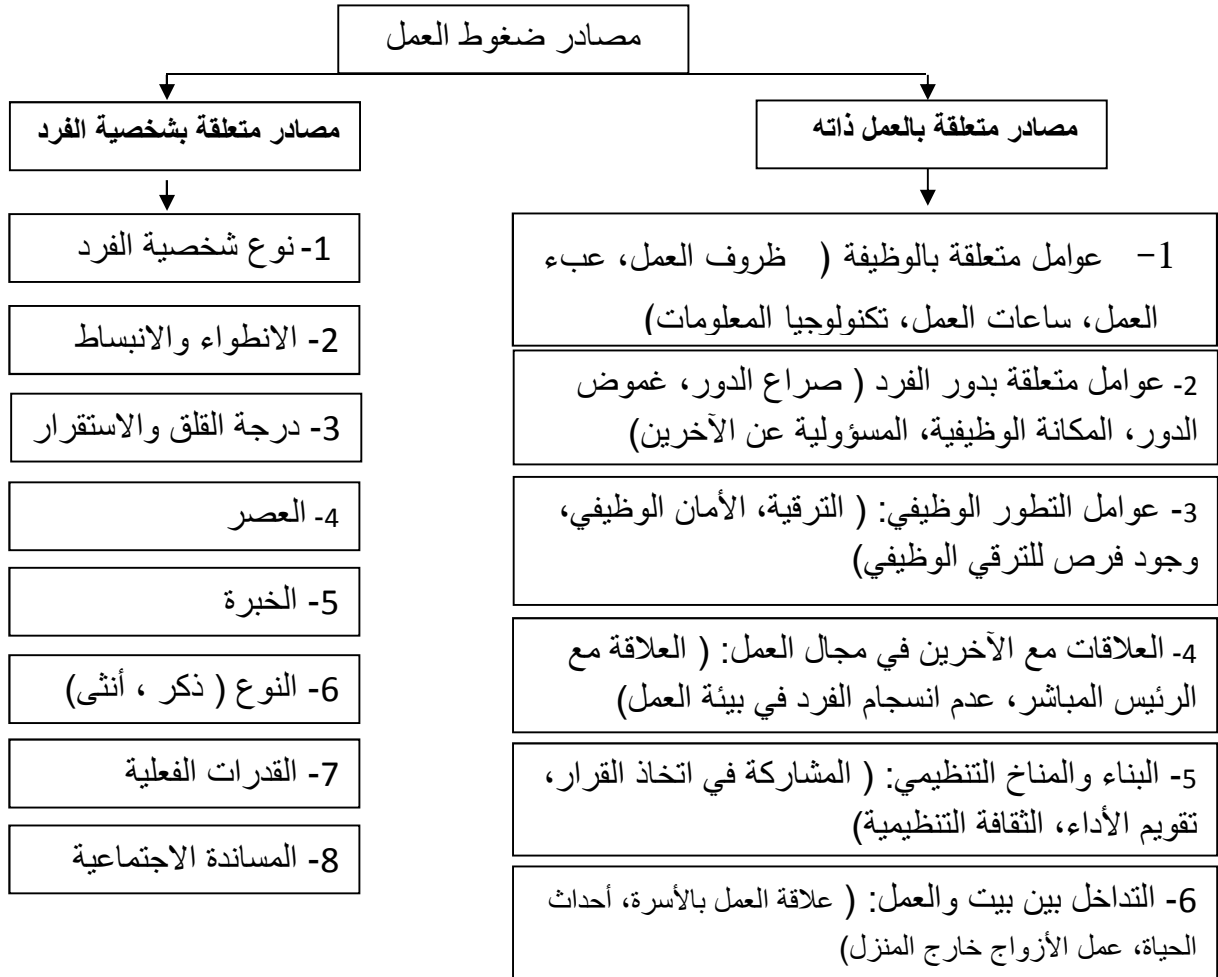 مصادر ضغوط العمل
مصادر متعلقة بالعمل ذاته
1- عوامل متعلقة بالوظيفة ( ظروف العمل، عبء
العمل، ساعات العمل، تكنولوجيا المعلومات)
2- عوامل متعلقة بدور الفرد ( صراع الدور، غموض
الدور، المكانة الوظيفية، المسؤولية عن الآخرين)
3- عوامل التطور الوظيفي: ( الترقية، الأمان الوظيفي،
وجود فرص للترقي الوظيفي)
4- العلاقات مع الآخرين في مجال العمل: ( العلاقة مع
الرئيس المباشر، عدم انسجام الفرد في بيئة العمل)
5- البناء والمناخ التنظيمي: ( المشاركة في اتخاذ القرار،
تقويم الأداء، الثقافة التنظيمية)
6- التداخل بين بيت والعمل: ( علاقة العمل بالأسرة، أحداث
الحياة، عمل الأزواج خارج المنزل)
مصادر متعلقة بشخصية الفرد
1- نوع شخصية الفرد
2- الانطواء والانبساط
3- درجة القلق والاستقرار
4- العصر
5- الخبرة
6- النوع ( ذكر ، أنثى)
7- القدرات الفعلية
8- المساندة الاجتماعية